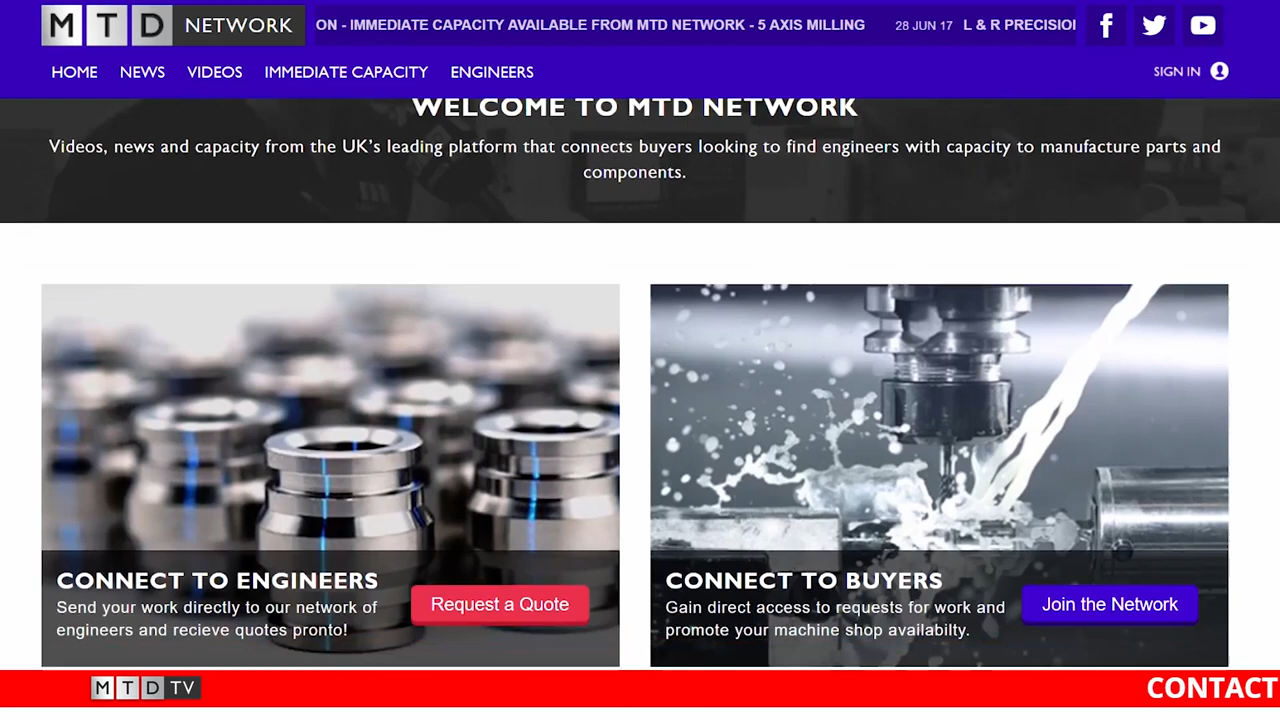 MTD NETWORK
ON - IMMEDIATE CAPACITY AVAILABLE FROM MTD NETWORK - 5 AXIS MILLING 28 JUN 17 L & R PRECISION
HOME NEWS VIDEOS IMMEDIATE CAPACITY ENGINEERS SIGN IN
WELCOME TO MTD NETWORK
Videos, news and capacity from the UK's leading platform that connects buyers looking to find engineers with capacity to manufacture parts and
components.
CONNECT TO ENGINEERS
Send your work directly to our network of
engineers and recieve quotes pronto!
Request a Quote
CONNECT TO BUYERS
Gain direct access to requests for work and
promote your machine shop availabilty.
Join the Network
MTD TV
CONTACT